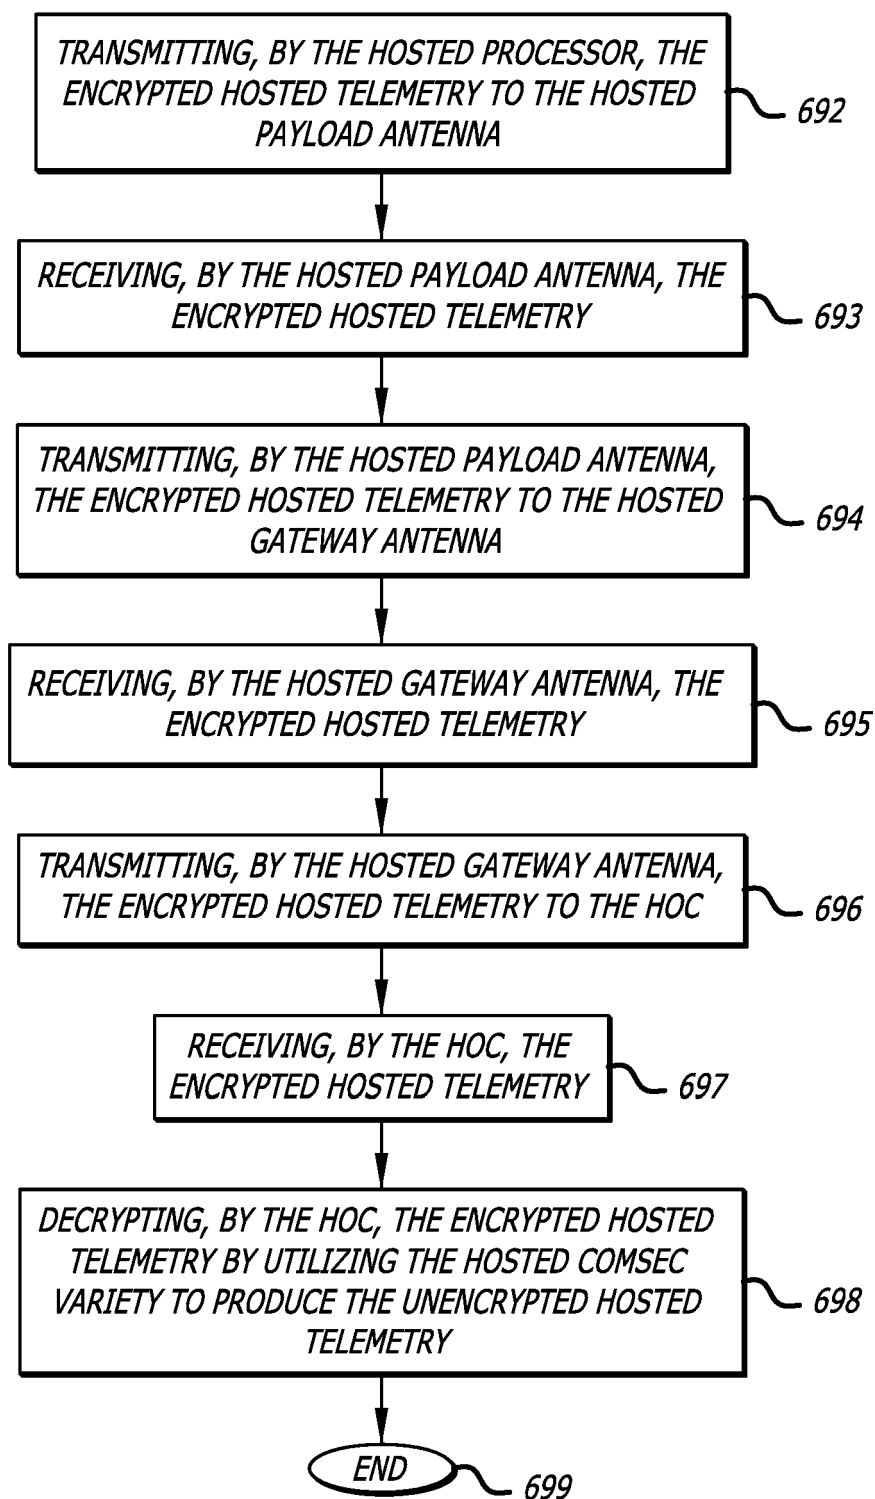 TRANSMITTING, BY THE HOSTED PROCESSOR, THE
ENCRYPTED HOSTED TELEMETRY TO THE HOSTED
PAYLOAD ANTENNA
692
RECEIVING, BY THE HOSTED PAYLOAD ANTENNA, THE
ENCRYPTED HOSTED TELEMETRY
693
TRANSMITTING, BY THE HOSTED PAYLOAD ANTENNA,
THE ENCRYPTED HOSTED TELEMETRY TO THE HOSTED
GATEWAY ANTENNA
694
RECEIVING, BY THE HOSTED GATEWAY ANTENNA, THE
ENCRYPTED HOSTED TELEMETRY
695
TRANSMITTING, BY THE HOSTED GATEWAY ANTENNA,
THE ENCRYPTED HOSTED TELEMETRY TO THE HOC
696
RECEIVING, BY THE HOC, THE
ENCRYPTED HOSTED TELEMETRY
697
DECRYPTING, BY THE HOC, THE ENCRYPTED HOSTED
TELEMETRY BY UTILIZING THE HOSTED COMSEC
VARIETY TO PRODUCE THE UNENCRYPTED HOSTED
TELEMETRY
698
END
699